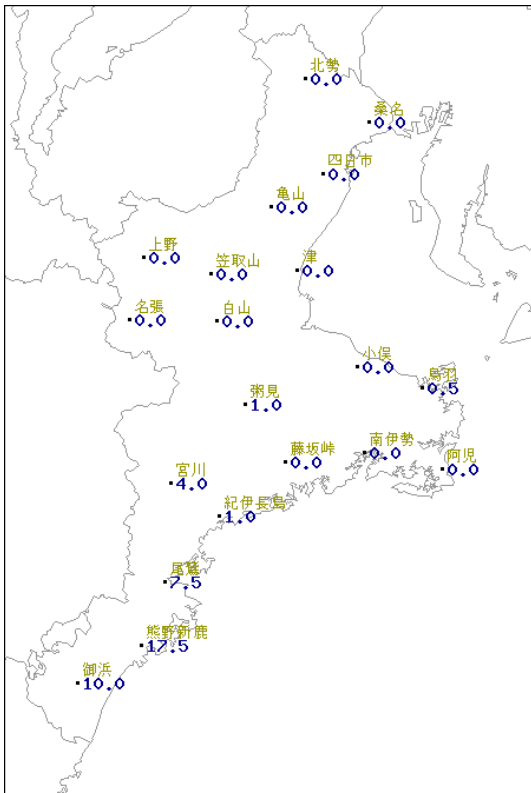 北勢
0.0
桑名
0.0
四日市
0.0
亀山
0.0
上野
0.0
笠取山
0.0
津
0.0
名張
0.0
白山
0.0
小俣
0.0
鳥羽
0.5
粥見
1.0
藤坂峠
0.0
南伊勢
0.0
阿児
0.0
宮川
4.0
紀伊長島
1.0
尾鷲
7.5
熊野新鹿
17.5
御浜
10.0